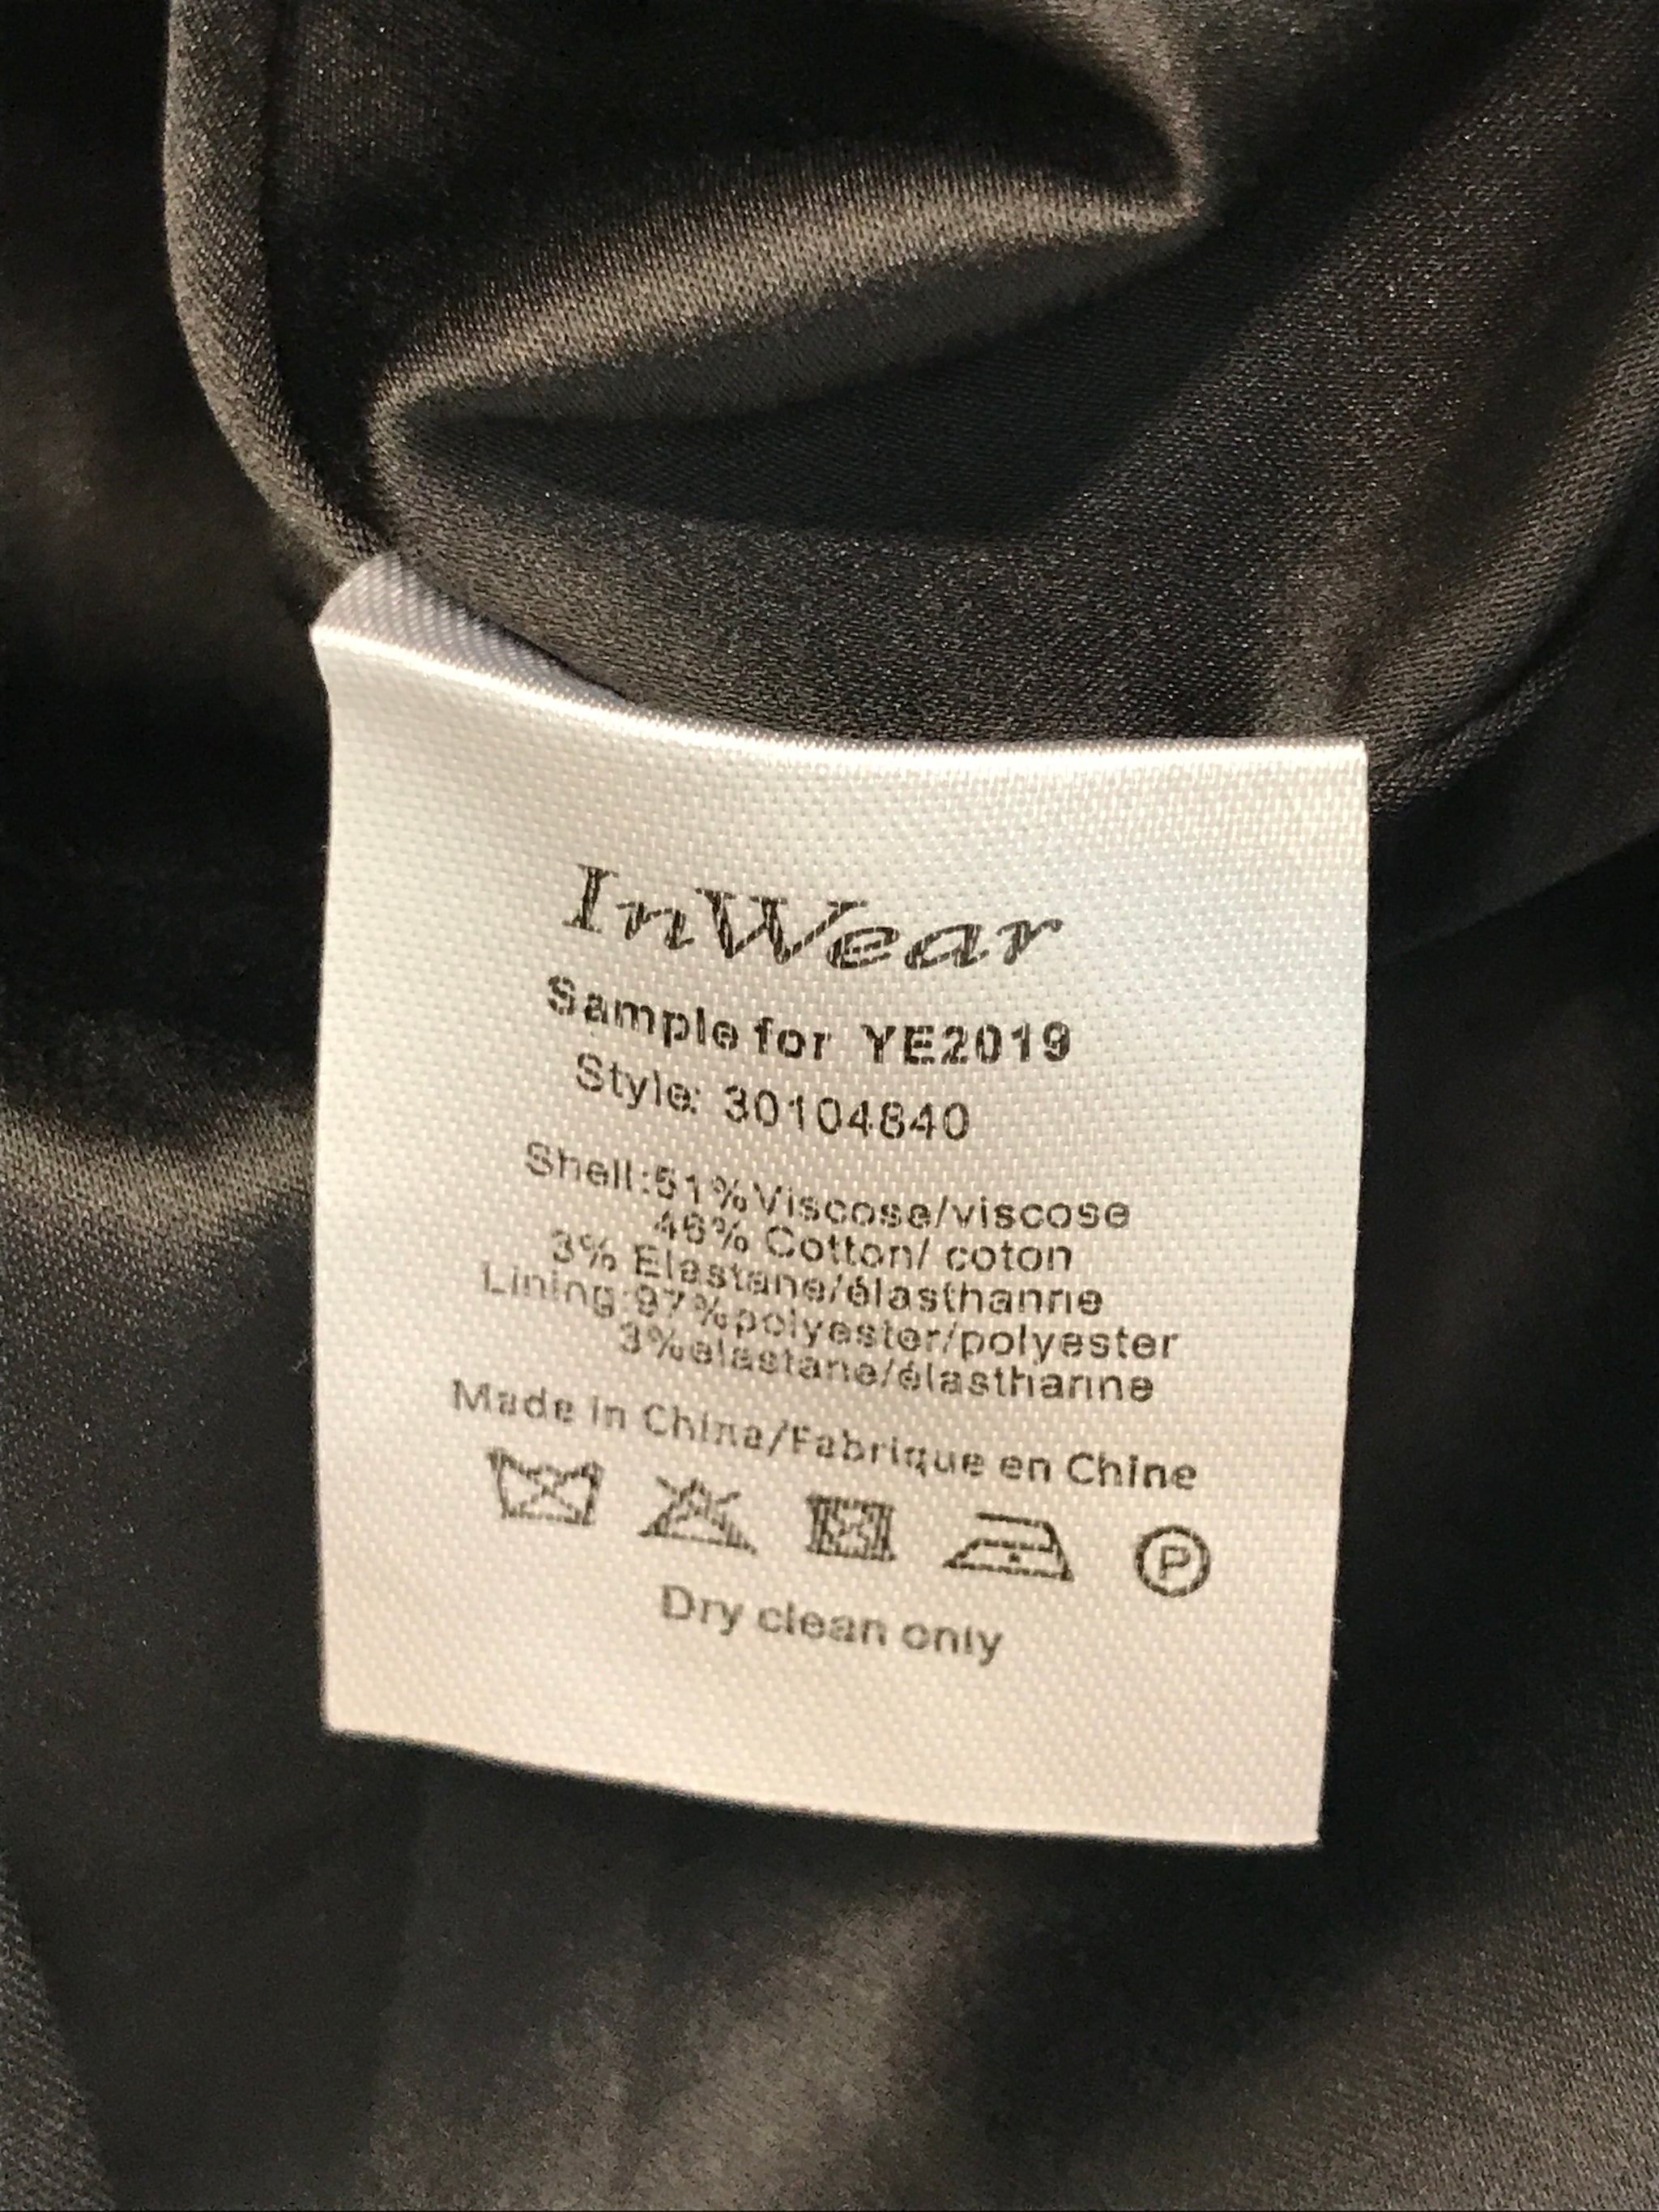 InWear
Sample for YE2019
Style: 30104840
Shell:51%Viscose/viscose
46% Cotton/ coton
3% Elastane/élasthanne
Lining:97%polyester/polyester
3%elastane/élasthanne
Made in China/Fabrique en Chine
P
Dry clean only